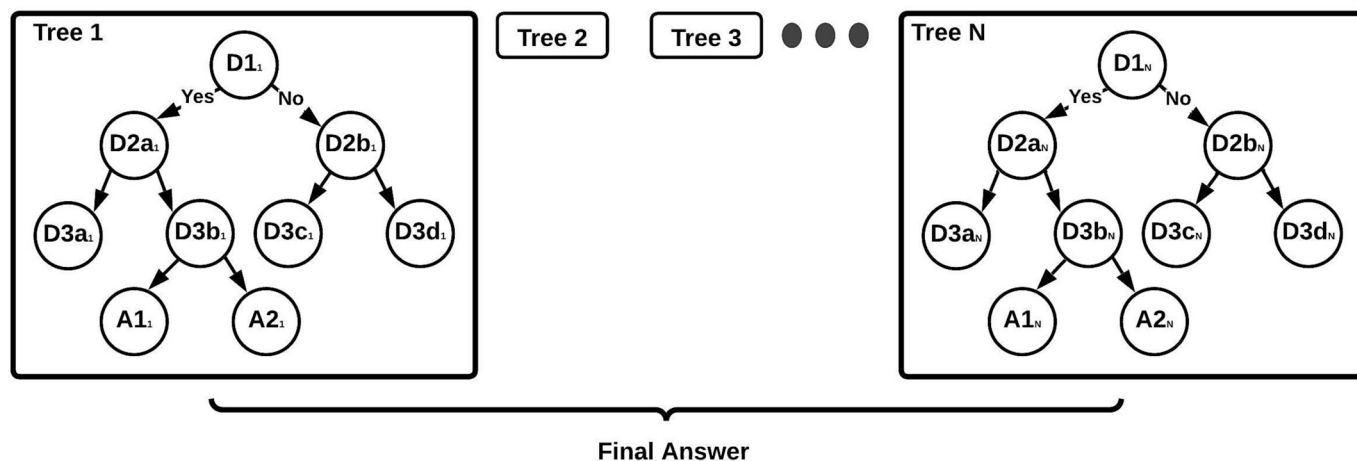 Tree 1
D1₁
Yes
No
D2a₁
D2b₁
D3a₁
D3b₁
D3c₁
D3d₁
A1₁
A2₁
Tree 2
Tree 3
Tree N
D1N
Yes
No
D2aN
D2bN
D3aN
D3bN
D3cN
D3dN
A1N
A2N
Final Answer